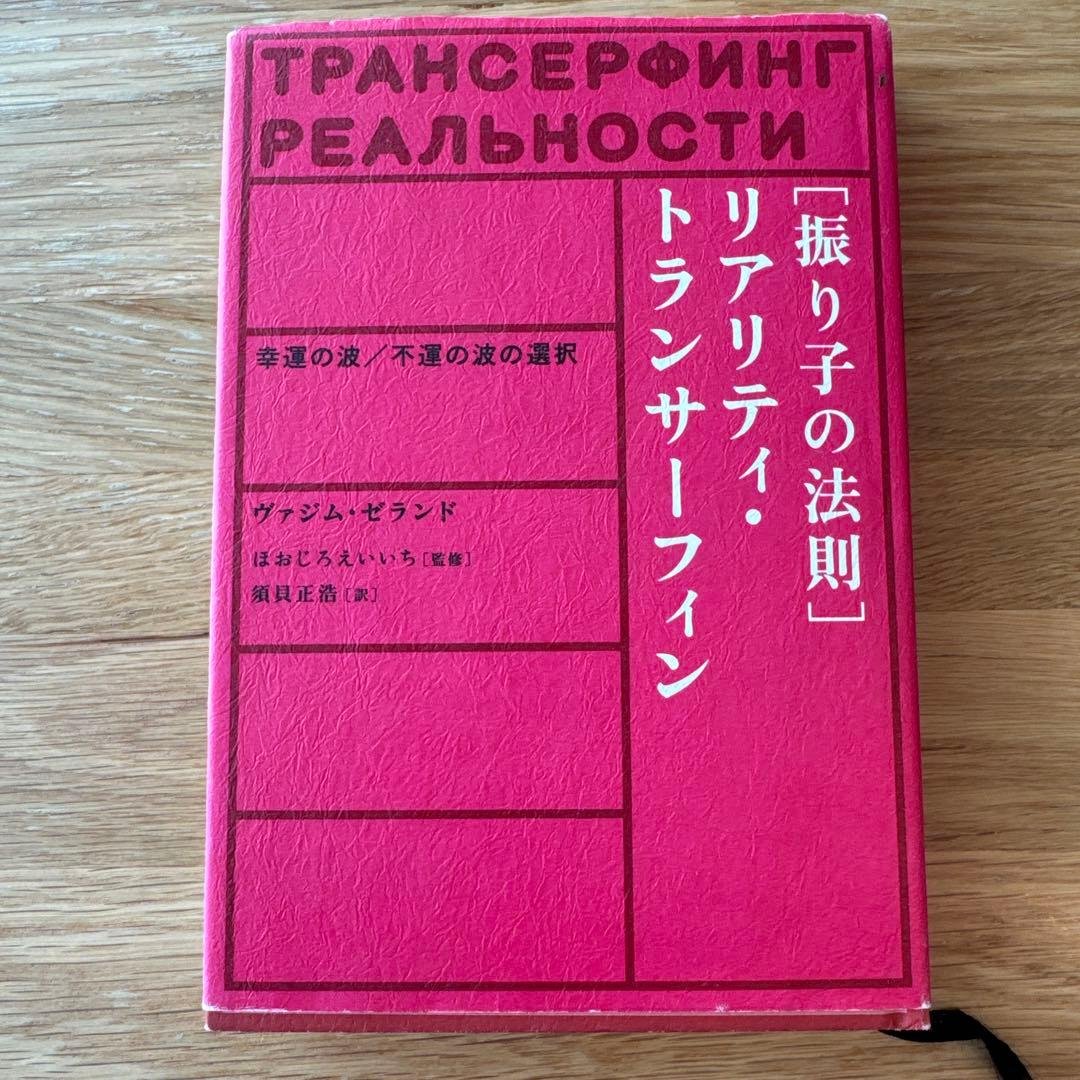 ТРАНСЕРФИНГ
РЕАЛЬНОСТИ
[振り子の法則]
リアリティ・
トランサーフィン
幸運の波／不運の波の選択
ヴァジム・ゼランド
ほおじろえいいち[監修]
須貝正浩[訳]